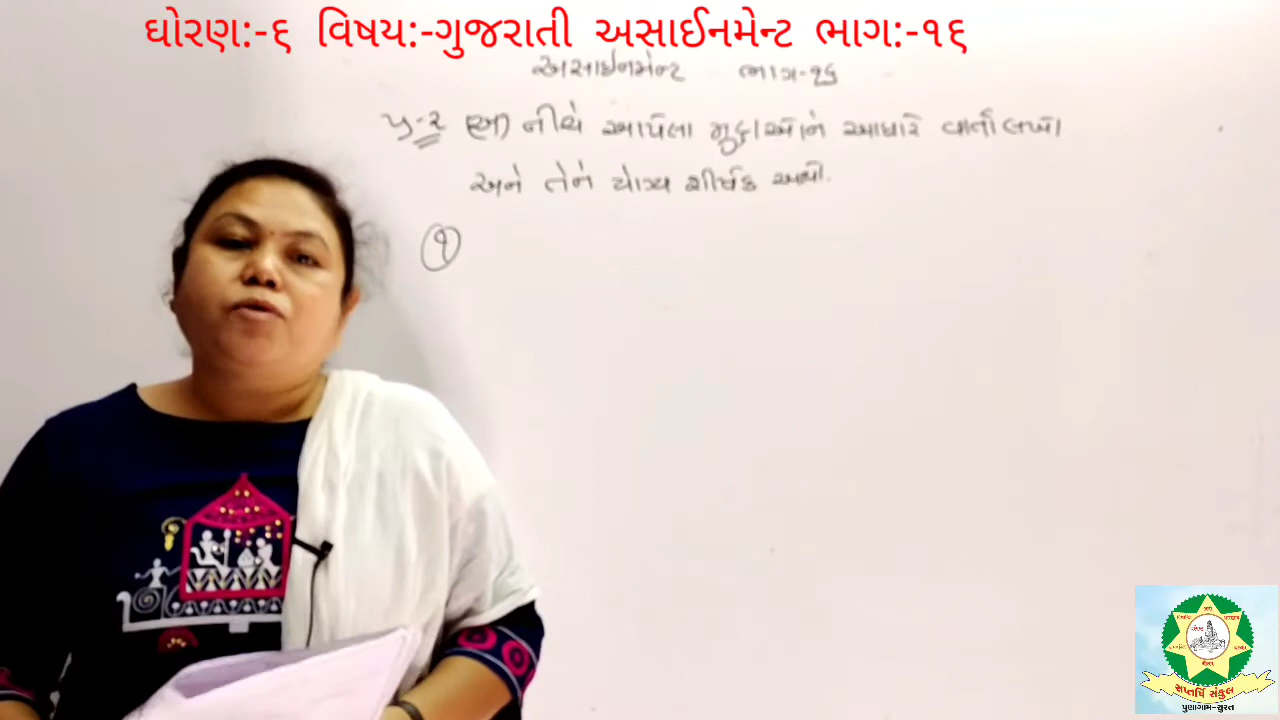 ધોરણ:-૬ વિષય:-ગુજરાતી અસાઈનમેન્ટ ભાગ:-૧૬
અસાઇનમેન્ટ ભાગ-૧૬
પ્ર-૨ (અ) નીચે આપેલા મુદ્દાઓને આધારે વાર્તા લખો
અને તેને યોગ્ય શીર્ષક આપો.
૧
સપ્તર્ષિ સંકુલ
પુણાગામ-સુરત